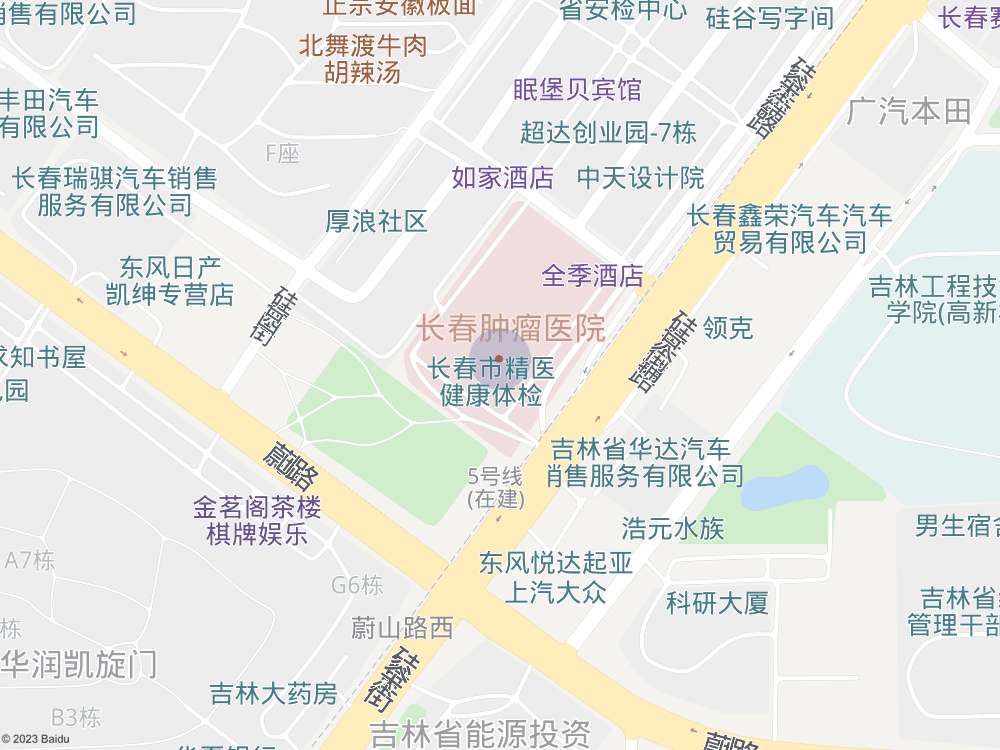 销售有限公司
正宗安徽板面
省安检中心
硅谷写字间
北舞渡牛肉
胡辣汤
丰田汽车
有限公司
眠堡贝宾馆
广汽本田
超达创业园-7栋
F座
长春瑞骐汽车销售
服务有限公司
如家酒店
中天设计院
厚浪社区
长春鑫荣汽车汽车
贸易有限公司
东风日产
凯绅专营店
全季酒店
吉林工程技
学院(高新
长春肿瘤医院
领克
求知书屋
长春市精医
健康体检
花园
蔚山路
吉林省华达汽车
销售服务有限公司
5号线
(在建)
金茗阁茶楼
棋牌娱乐
浩元水族
男生宿舍
A7栋
东风悦达起亚
上汽大众
G6栋
科研大厦
吉林省
管理干部
蔚山路西
栋
华润凯旋门
吉林大药房
B3栋
吉林省能源投资
© 2023 Baidu